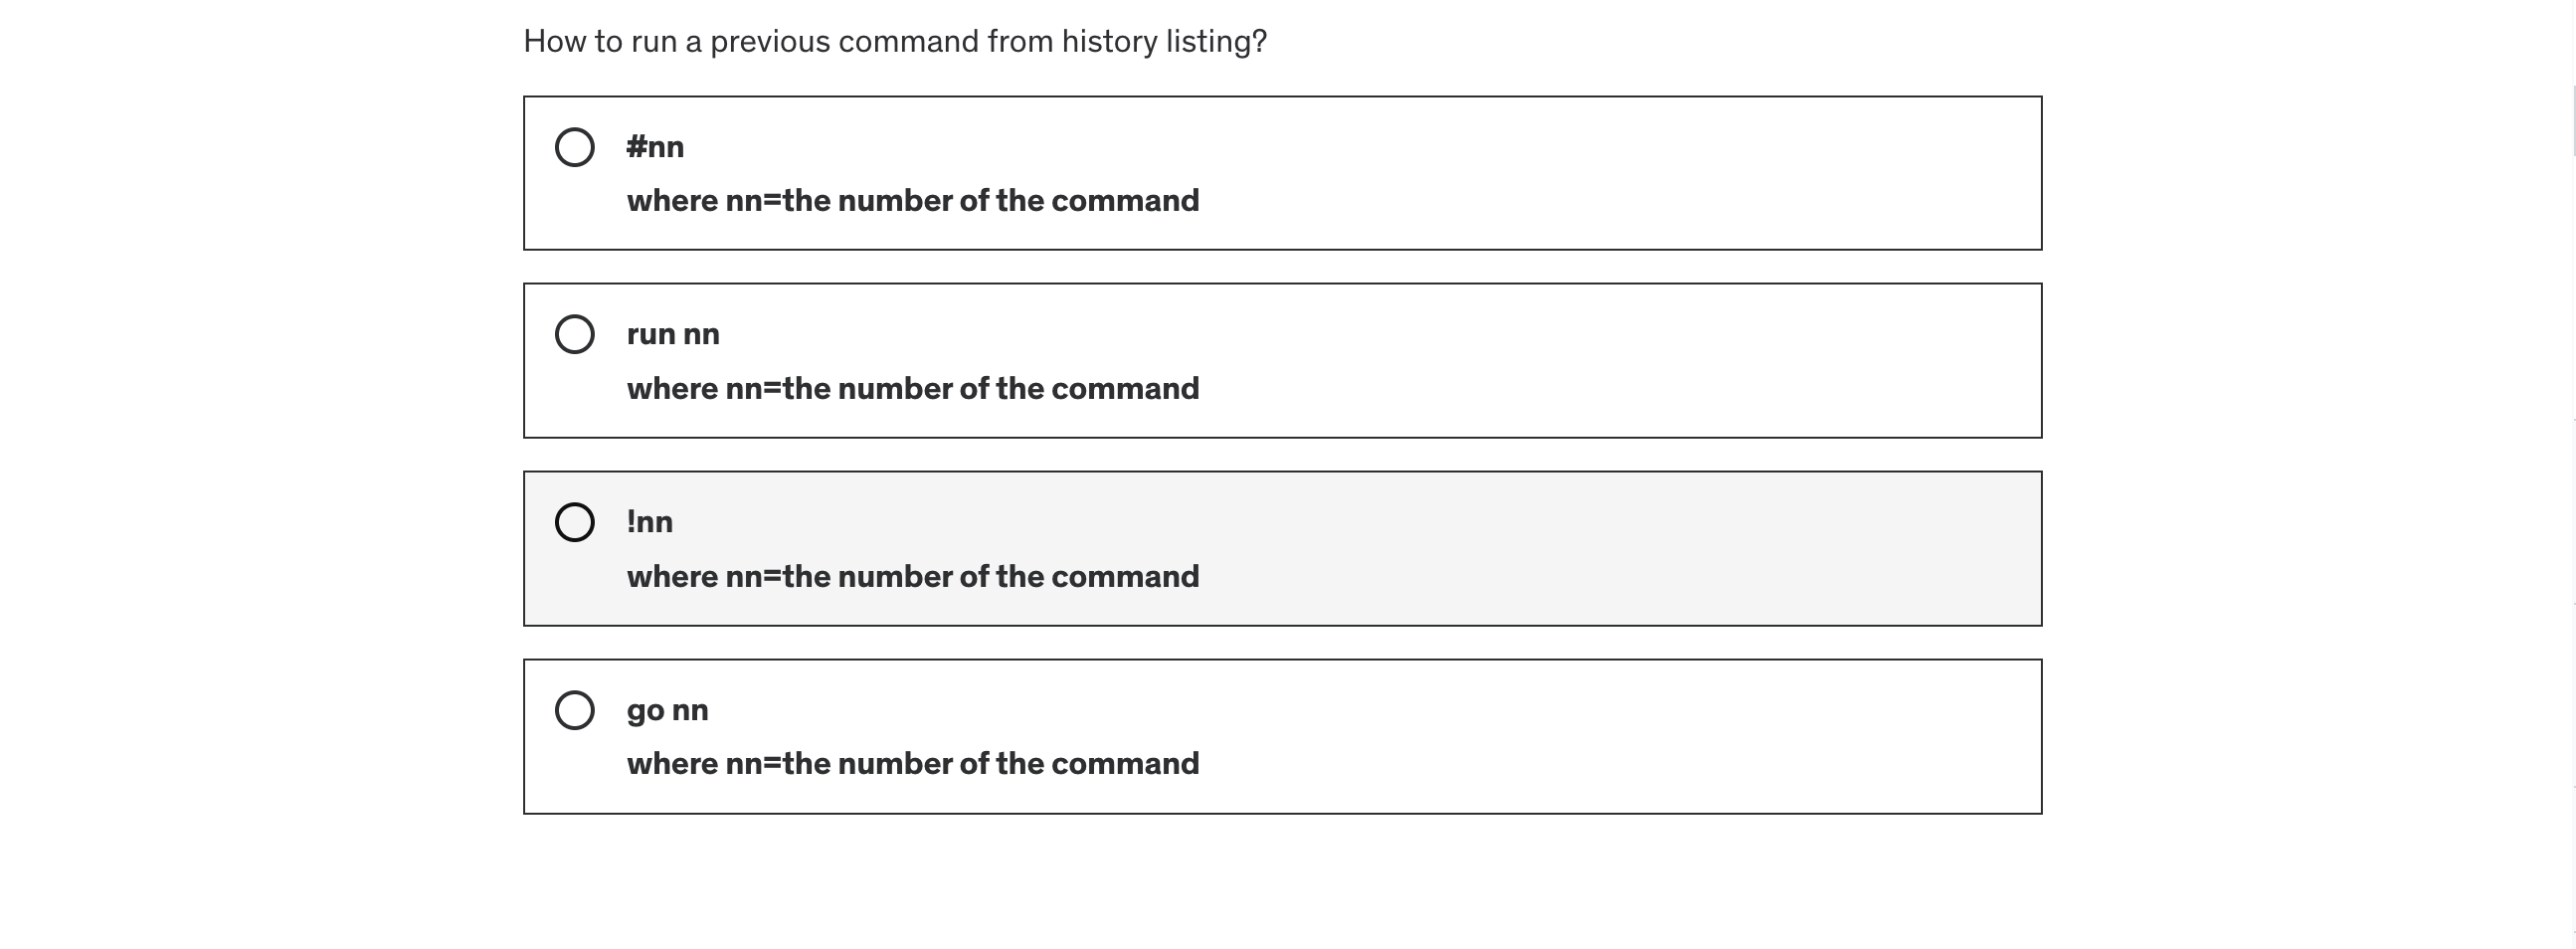 How to run a previous command from history listing?
#nn
where nn=the number of the command
run nn
where nn=the number of the command
!nn
where nn=the number of the command
go nn
where nn=the number of the command